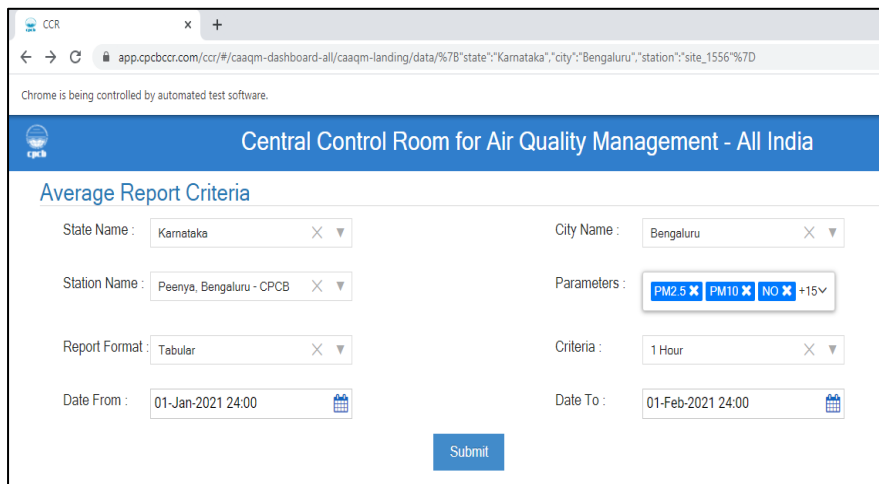 CCR
app.cpcbccr.com/ccr/#/caaqm-dashboard-all/caaqm-landing/data/%7B"state":"Karnataka","city":"Bengaluru","station":"site_1556"%7D
Chrome is being controlled by automated test software.
cpcb Central Control Room for Air Quality Management - All India
Average Report Criteria
State Name : Karnataka City Name : Bengaluru
Station Name : Peenya, Bengaluru - CPCB Parameters : PM2.5 PM10 NO +15
Report Format : Tabular Criteria : 1 Hour
Date From : 01-Jan-2021 24:00 Date To : 01-Feb-2021 24:00
Submit